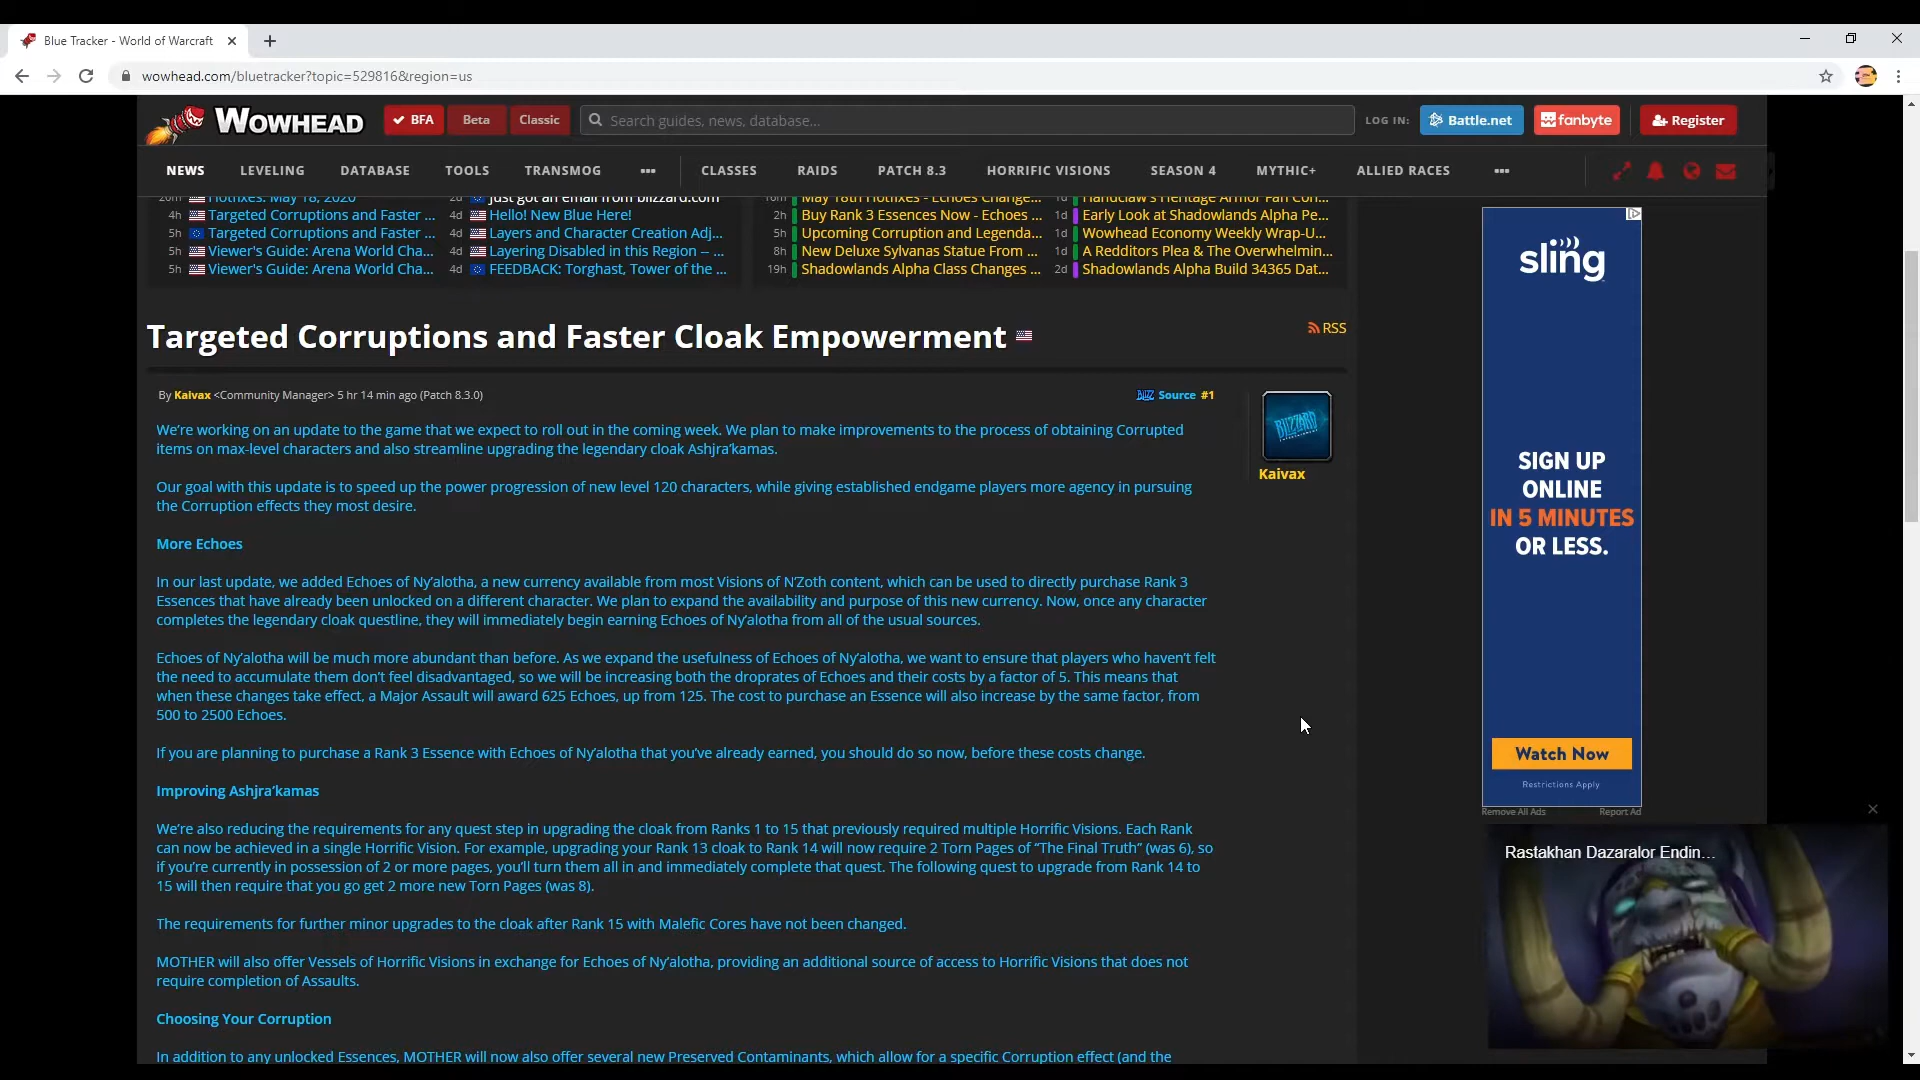 Blue Tracker - World of Warcraft
wowhead.com/bluetracker?topic=529816&region=us
WOWHEAD
BFA
Beta
Classic
Search guides, news, database...
LOG IN:
Battle.net
fanbyte
Register
NEWS
LEVELING
DATABASE
TOOLS
TRANSMOG
CLASSES
RAIDS
PATCH 8.3
HORRIFIC VISIONS
SEASON 4
MYTHIC+
ALLIED RACES
20m Hotfixes: May 18, 2020
4h Targeted Corruptions and Faster ...
5h Targeted Corruptions and Faster ...
5h Viewer's Guide: Arena World Cha...
5h Viewer's Guide: Arena World Cha...
2d Just got an email from blizzard.com
4d Hello! New Blue Here!
4d Layers and Character Creation Adj...
4d Layering Disabled in this Region -- ...
4d FEEDBACK: Torghast, Tower of the ...
May 18th Hotfixes - Echoes Change...
2h Buy Rank 3 Essences Now - Echoes ...
5h Upcoming Corruption and Legenda...
8h New Deluxe Sylvanas Statue From ...
19h Shadowlands Alpha Class Changes ...
1d Handclaw's Heritage Armor Fan Con...
1d Early Look at Shadowlands Alpha Pe...
1d Wowhead Economy Weekly Wrap-U...
1d A Redditors Plea & The Overwhelmin...
2d Shadowlands Alpha Build 34365 Dat...
Targeted Corruptions and Faster Cloak Empowerment
RSS
By Kaivax <Community Manager> 5 hr 14 min ago (Patch 8.3.0)
BLIZ Source #1
BLIZZARD
Kaivax
We're working on an update to the game that we expect to roll out in the coming week. We plan to make improvements to the process of obtaining Corrupted
items on max-level characters and also streamline upgrading the legendary cloak Ashjra'kamas.
Our goal with this update is to speed up the power progression of new level 120 characters, while giving established endgame players more agency in pursuing
the Corruption effects they most desire.
More Echoes
In our last update, we added Echoes of Ny'alotha, a new currency available from most Visions of N'Zoth content, which can be used to directly purchase Rank 3
Essences that have already been unlocked on a different character. We plan to expand the availability and purpose of this new currency. Now, once any character
completes the legendary cloak questline, they will immediately begin earning Echoes of Ny'alotha from all of the usual sources.
Echoes of Ny'alotha will be much more abundant than before. As we expand the usefulness of Echoes of Ny'alotha, we want to ensure that players who haven't felt
the need to accumulate them don't feel disadvantaged, so we will be increasing both the droprates of Echoes and their costs by a factor of 5. This means that
when these changes take effect, a Major Assault will award 625 Echoes, up from 125. The cost to purchase an Essence will also increase by the same factor, from
500 to 2500 Echoes.
If you are planning to purchase a Rank 3 Essence with Echoes of Ny'alotha that you've already earned, you should do so now, before these costs change.
Improving Ashjra'kamas
We're also reducing the requirements for any quest step in upgrading the cloak from Ranks 1 to 15 that previously required multiple Horrific Visions. Each Rank
can now be achieved in a single Horrific Vision. For example, upgrading your Rank 13 cloak to Rank 14 will now require 2 Torn Pages of "The Final Truth" (was 6), so
if you're currently in possession of 2 or more pages, you'll turn them all in and immediately complete that quest. The following quest to upgrade from Rank 14 to
15 will then require that you go get 2 more new Torn Pages (was 8).
The requirements for further minor upgrades to the cloak after Rank 15 with Malefic Cores have not been changed.
MOTHER will also offer Vessels of Horrific Visions in exchange for Echoes of Ny'alotha, providing an additional source of access to Horrific Visions that does not
require completion of Assaults.
Choosing Your Corruption
In addition to any unlocked Essences, MOTHER will now also offer several new Preserved Contaminants, which allow for a specific Corruption effect (and the
sling
SIGN UP
ONLINE
IN 5 MINUTES
OR LESS.
Watch Now
Restrictions Apply
Remove All Ads
Report Ad
Rastakhan Dazaralor Endin...